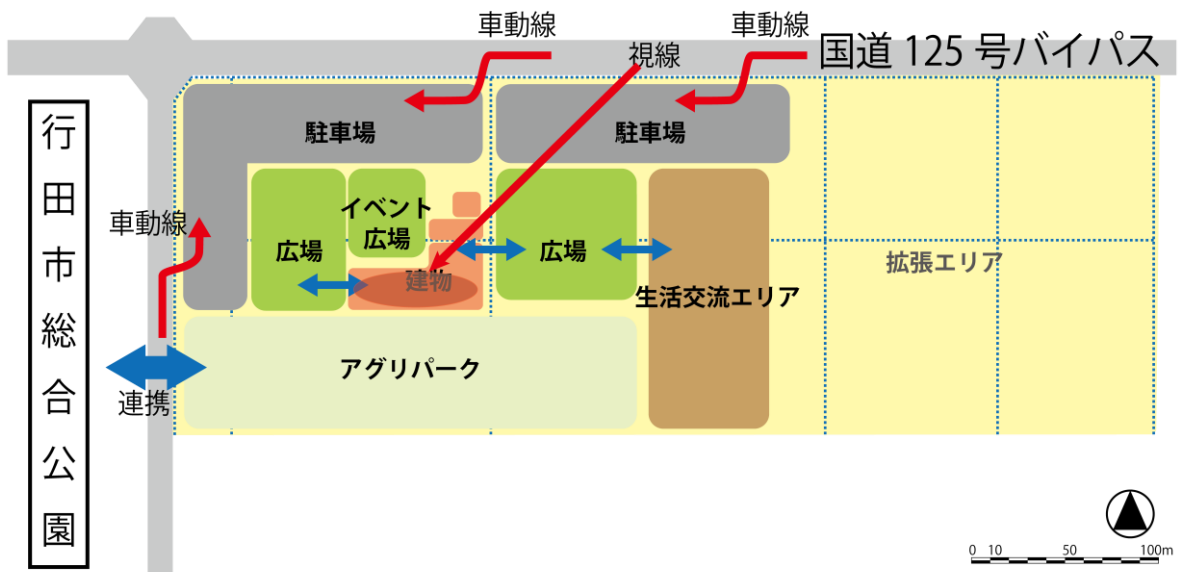 車動線
車動線
視線
国道 125 号バイパス
行田市総合公園
駐車場
駐車場
車動線
イベント
広場
広場
広場
建物
拡張エリア
生活交流エリア
アグリパーク
連携
0 10 50 100m